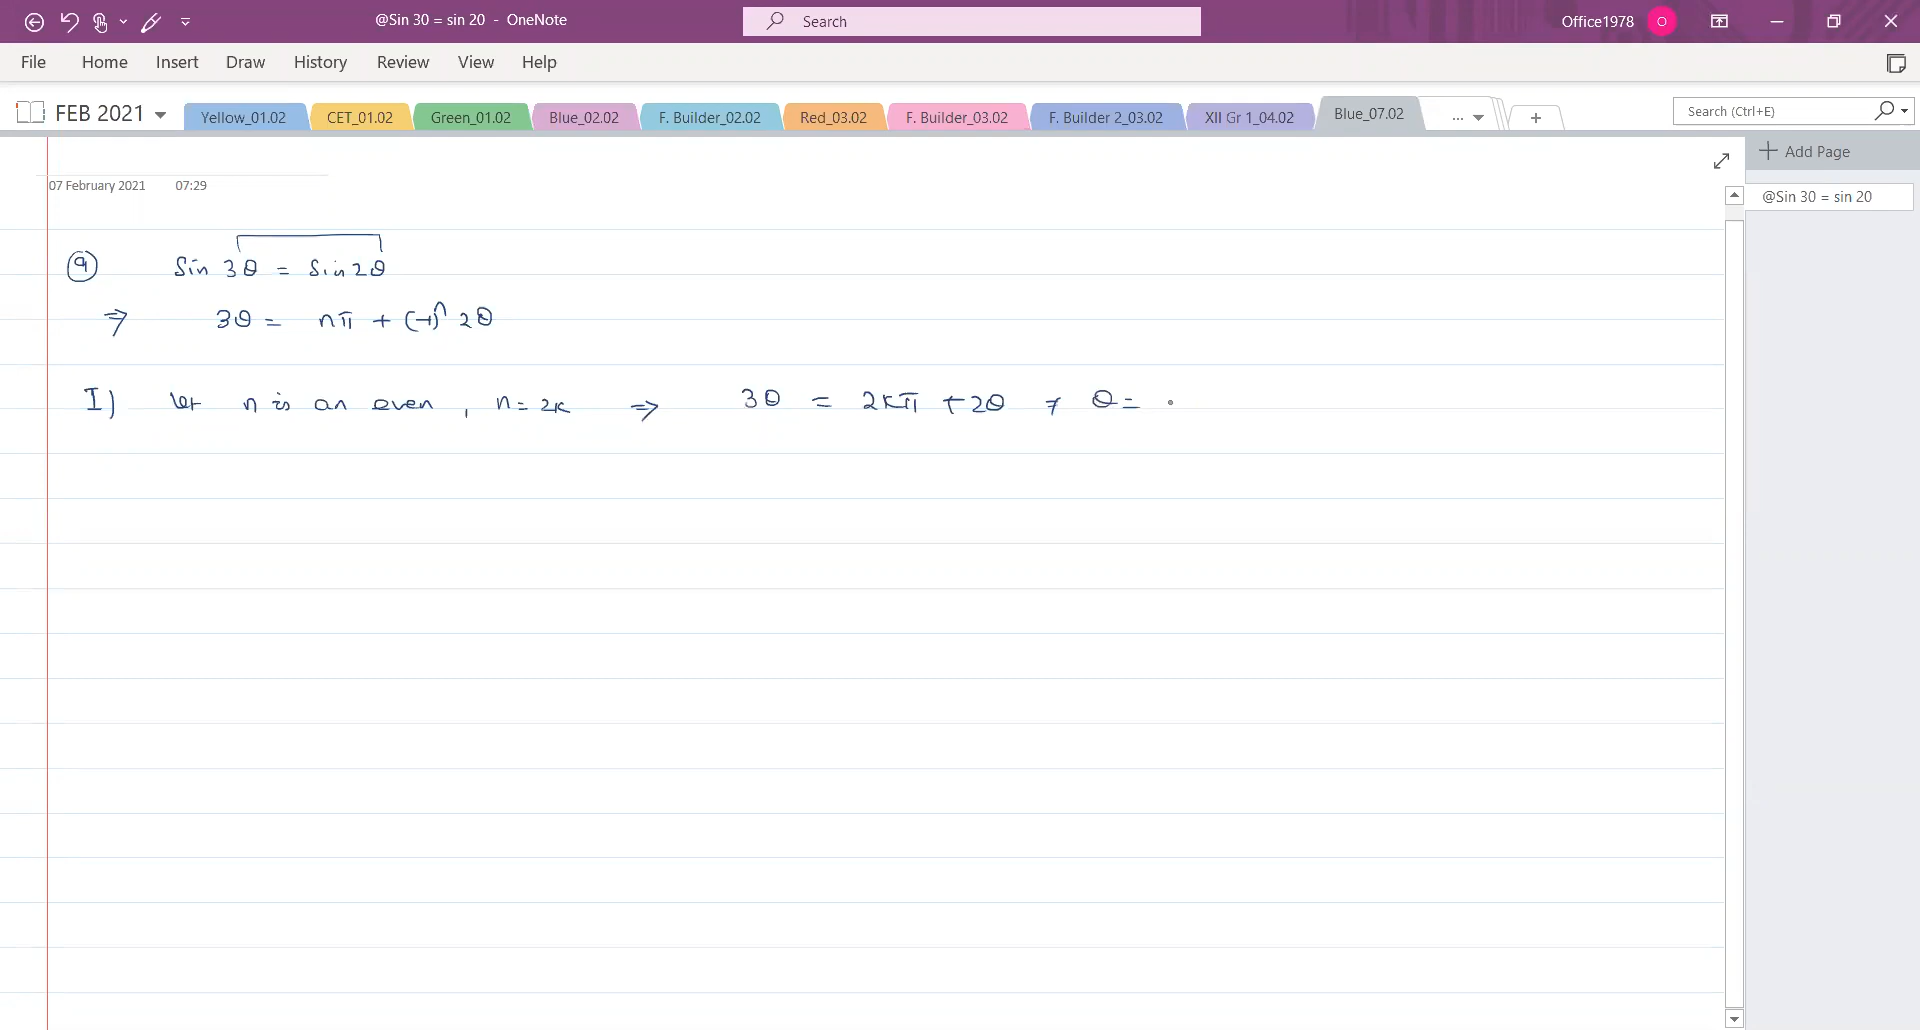 @Sin 30 = sin 20 - OneNote
Search
Office1978
O
File Home Insert Draw History Review View Help
FEB 2021
Yellow_01.02
CET_01.02
Green_01.02
Blue_02.02
F. Builder_02.02
Red_03.02
F. Builder_03.02
F. Builder 2_03.02
XII Gr 1_04.02
Blue_07.02
...
Search (Ctrl+E)
Add Page
@Sin 30 = sin 20
07 February 2021 07:29
Sin 3θ = Sin 2θ
⇒ 3θ = nπ + (-1)^n 2θ
I) let n is an even, n = 2k ⇒ 3θ = 2kπ + 2θ θ =